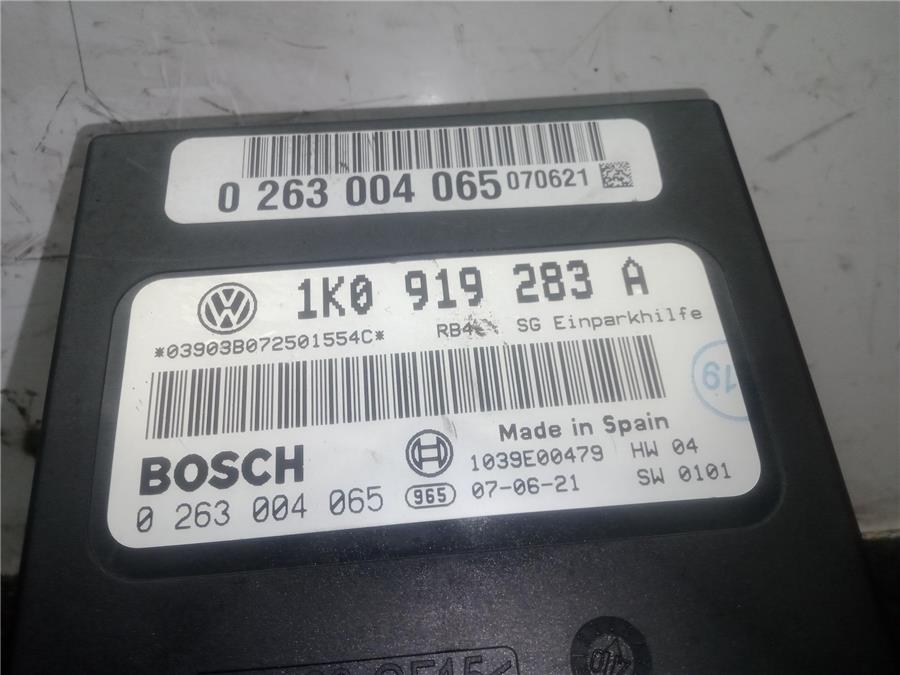 0 263 004 065 070621
1K0 919 283 A
*03903B072501554C* SG Einparkhilfe
19
Made in Spain
BOSCH 1039E00479 HW 04
0 263 004 065 965 07-06-21 SW 0101